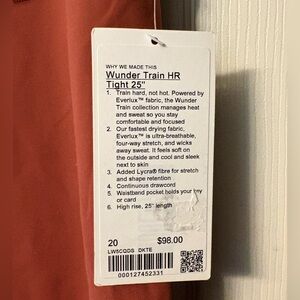 WHY WE MADE THIS
Wunder Train HR
Tight 25"
1. Train hard, not hot. Powered by
Everlux™ fabric, the Wunder
Train collection manages heat
and sweat so you stay
comfortable and focused
2. Our fastest drying fabric,
Everlux™ is ultra-breathable,
four-way stretch, and wicks
away sweat. It feels soft on
the outside and cool and sleek
next to skin
3. Added Lycra® fibre for stretch
and shape retention
4. Continuous drawcord
5. Waistband pocket holds your key
or card
6. High rise, 25" length
20 $98.00
LW5CQDS DKTE
000127452331